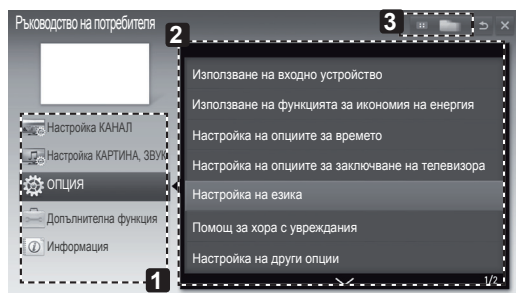 Ръководство на потребителя
2
3
Настройка КАНАЛ
Настройка КАРТИНА, ЗВУК
ОПЦИЯ
Допълнителна функция
Информация
1
Използване на входно устройство
Използване на функцията за икономия на енергия
Настройка на опциите за времето
Настройка на опциите за заключване на телевизора
Настройка на езика
Помощ за хора с увреждания
Настройка на други опции
1/2